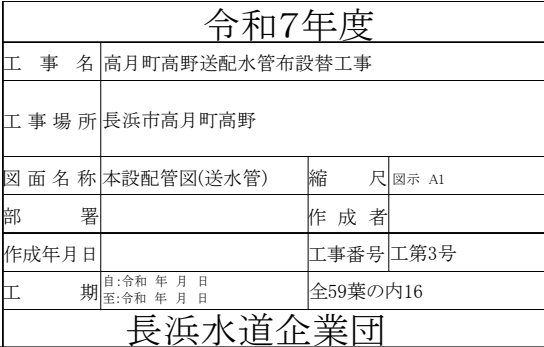 令和7年度
工事名 高月町高野送配水管布設替工事
工事場所 長浜市高月町高野
図面名称 本設配管図(送水管) 縮尺 図示 A1
部署 作成者
作成年月日 工事番号 工第3号
工期 自:令和 年 月 日
至:令和 年 月 日 全59葉の内16
長浜水道企業団